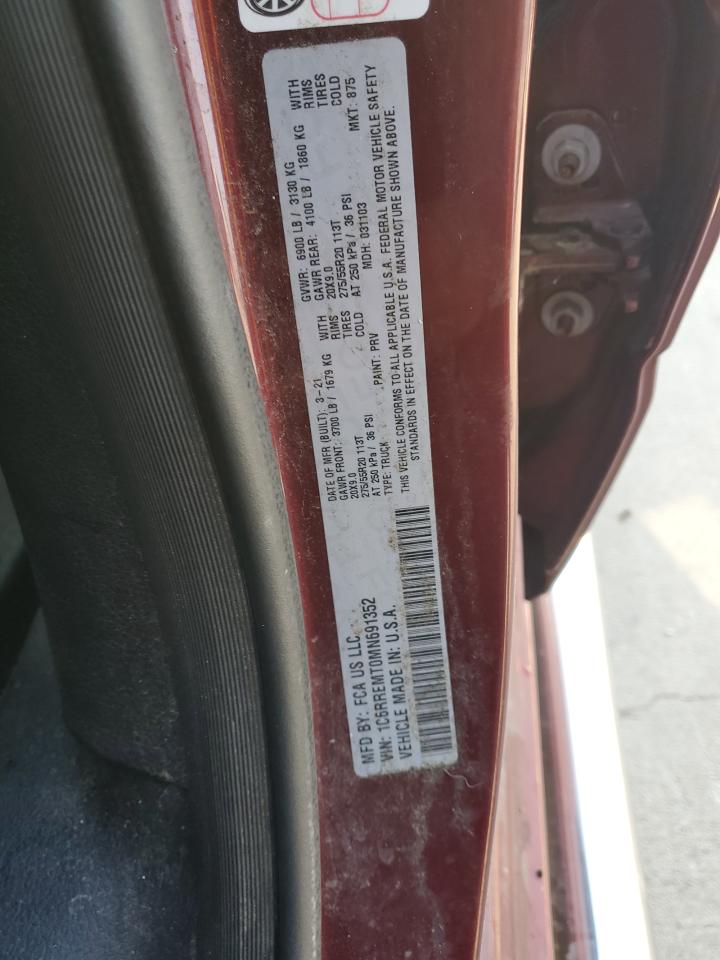 MFD BY: FCA US LLC
VIN: 1C6RREMT0MN691352
VEHICLE MADE IN: U.S.A.
DATE OF MFR (BUILT): 3-21 GVWR: 6900 LB / 3130 KG
GAWR FRONT: 3700 LB / 1679 KG WITH GAWR REAR: 4100 LB / 1860 KG WITH
20X9.0 RIMS 20X9.0 RIMS
275/55R20 113T TIRES 275/55R20 113T TIRES
AT 250 kPa / 36 PSI COLD AT 250 kPa / 36 PSI COLD
TYPE: TRUCK PAINT: PRV MDH: 031103 MKT: 875
THIS VEHICLE CONFORMS TO ALL APPLICABLE U.S.A. FEDERAL MOTOR VEHICLE SAFETY
STANDARDS IN EFFECT ON THE DATE OF MANUFACTURE SHOWN ABOVE.